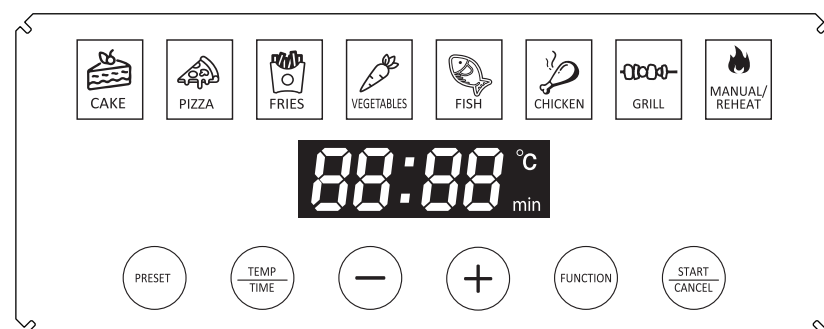 CAKE
PIZZA
FRIES
VEGETABLES
FISH
CHICKEN
GRILL
MANUAL/
REHEAT
88:88 °C
min
PRESET
TEMP
TIME
−
+
FUNCTION
START
CANCEL